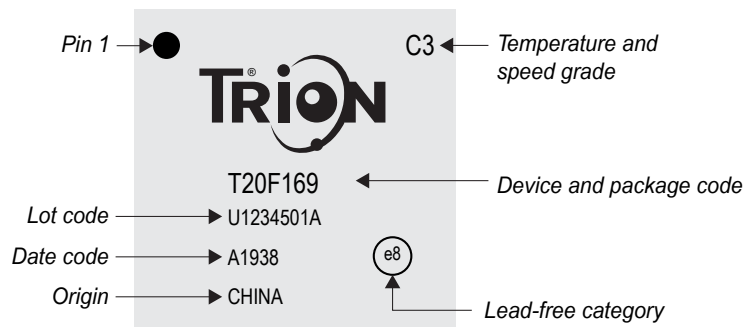 Pin 1
C3
Temperature and
speed grade
TRION®
T20F169
Device and package code
Lot code
U1234501A
Date code
A1938
e8
Origin
CHINA
Lead-free category